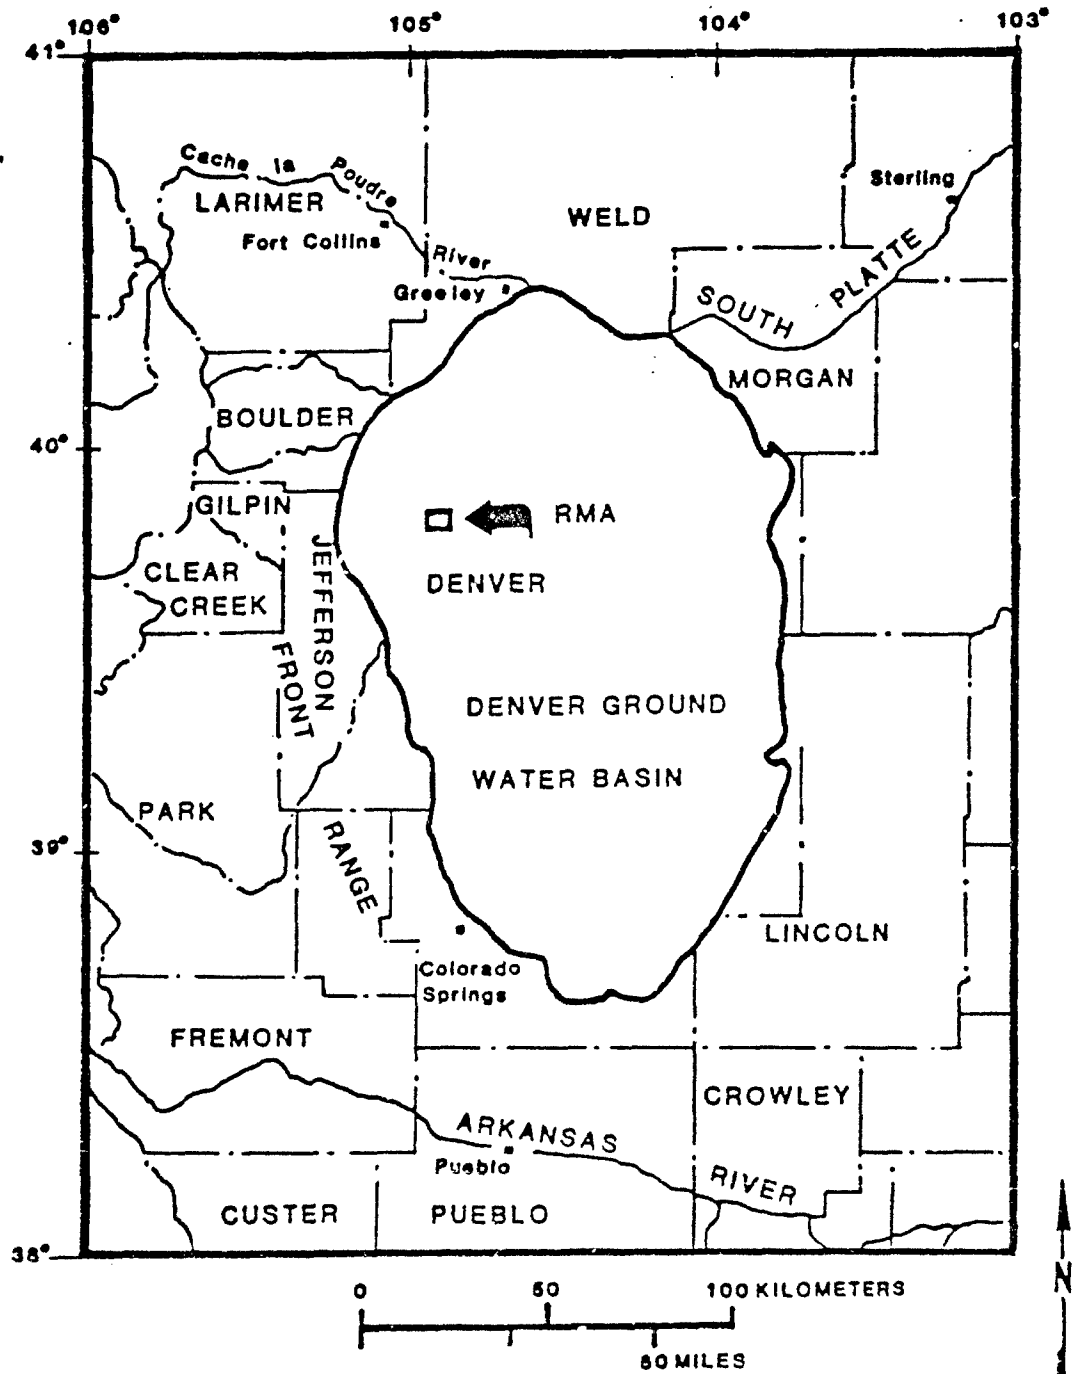 106° 105° 104° 103°
41°
Cache la Poudre
Sterling
LARIMER
WELD
Fort Collins
River
PLATTE
Greeley
SOUTH
MORGAN
BOULDER
40°
GILPIN
RMA
JEFFERSON
CLEAR
CREEK
DENVER
FRONT
DENVER GROUND
WATER BASIN
PARK
RANGE
39°
LINCOLN
Colorado
Springs
FREMONT
CROWLEY
ARKANSAS
Pueblo
RIVER
CUSTER
PUEBLO
38°
0 50 100 KILOMETERS
N
MILES